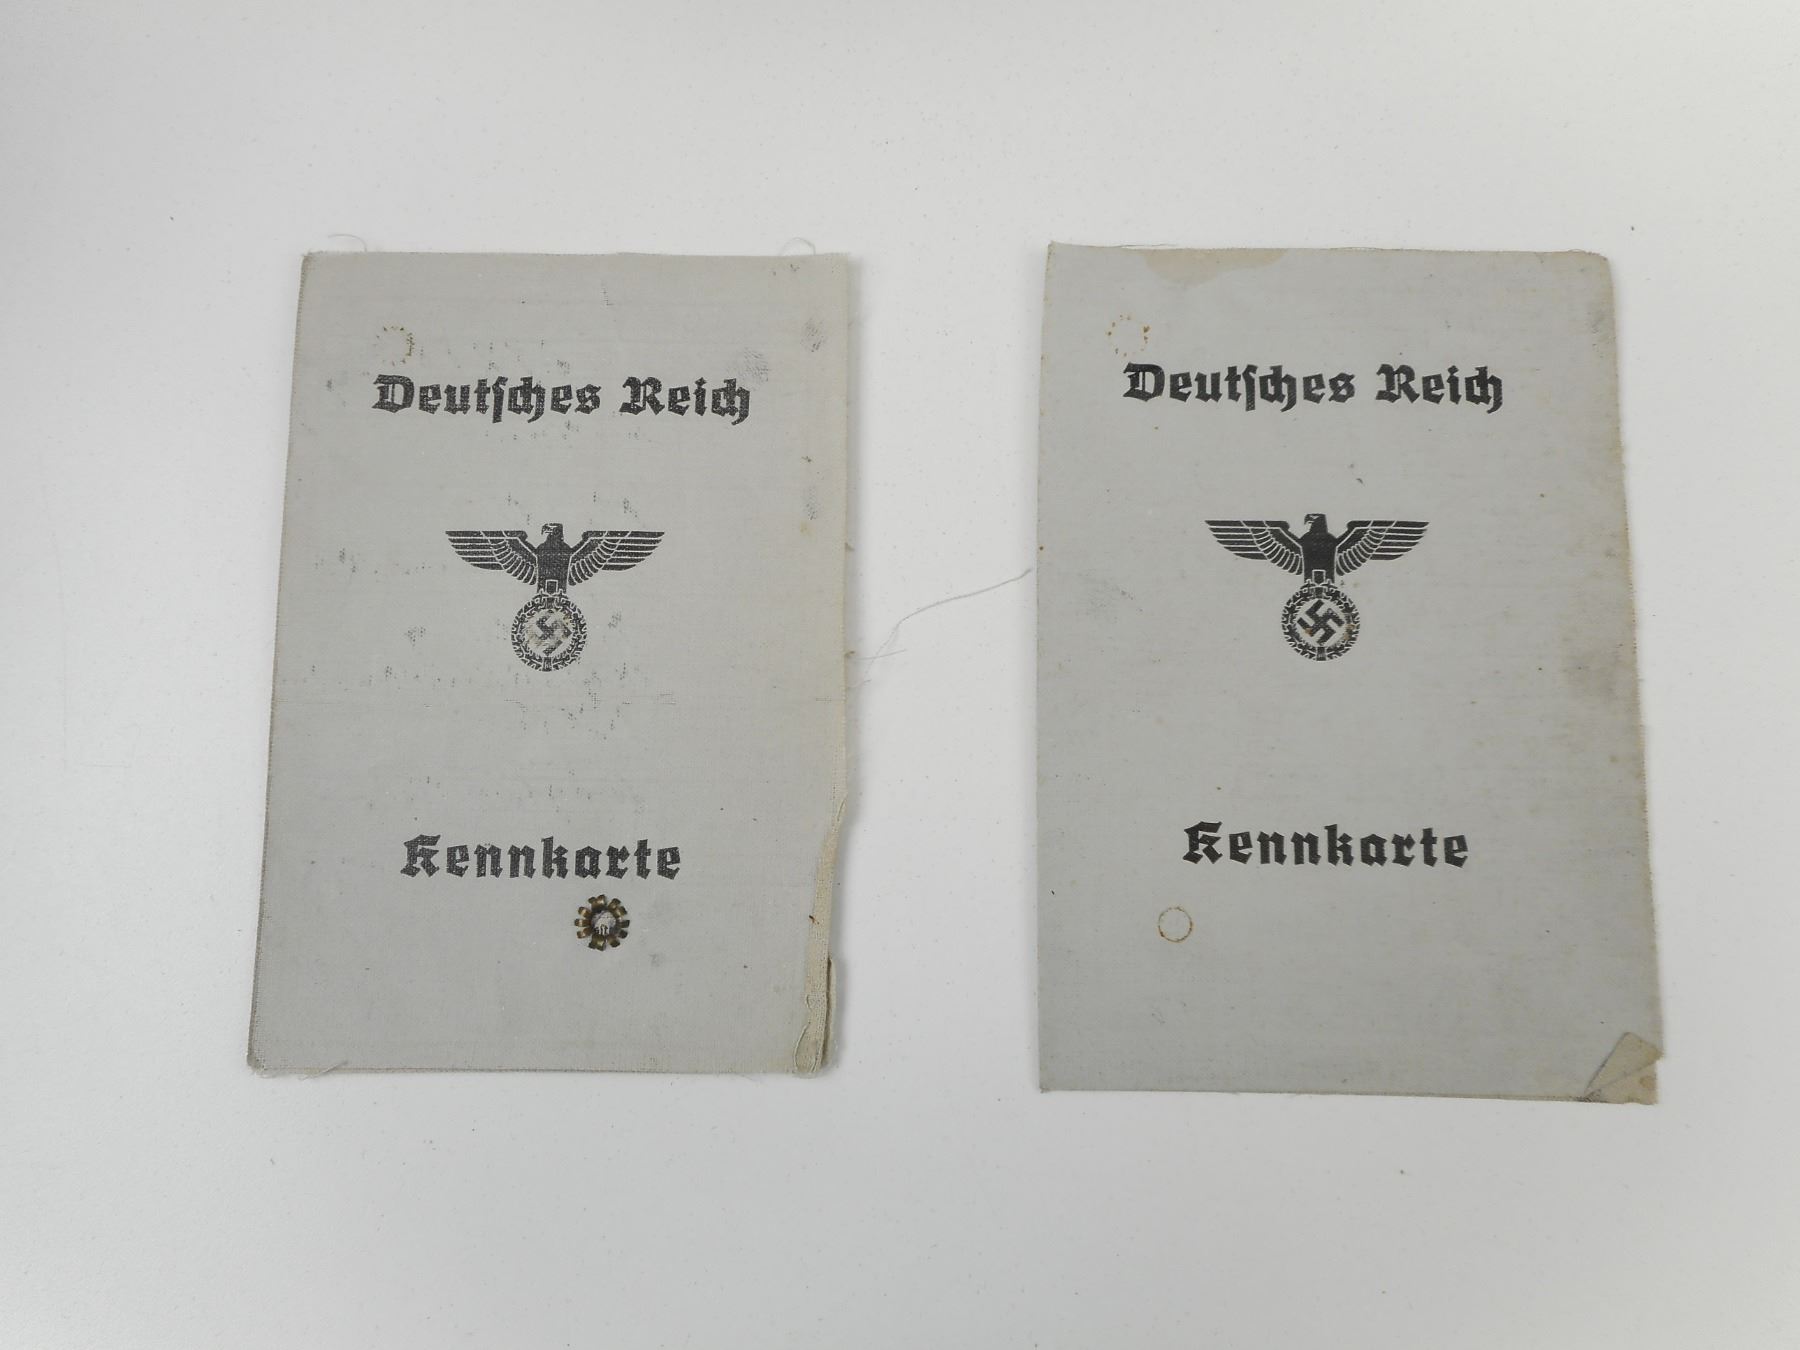 Deutsches Reich
Kennkarte
Deutsches Reich
Kennkarte